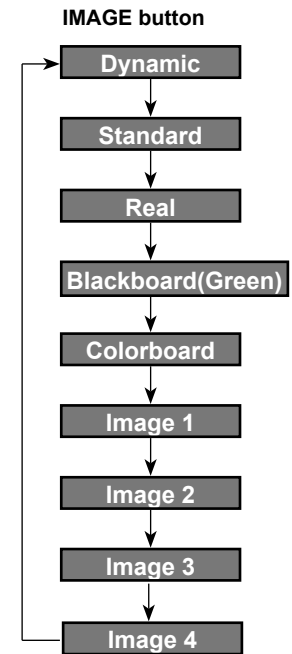 IMAGE button
Dynamic
Standard
Real
Blackboard(Green)
Colorboard
Image 1
Image 2
Image 3
Image 4